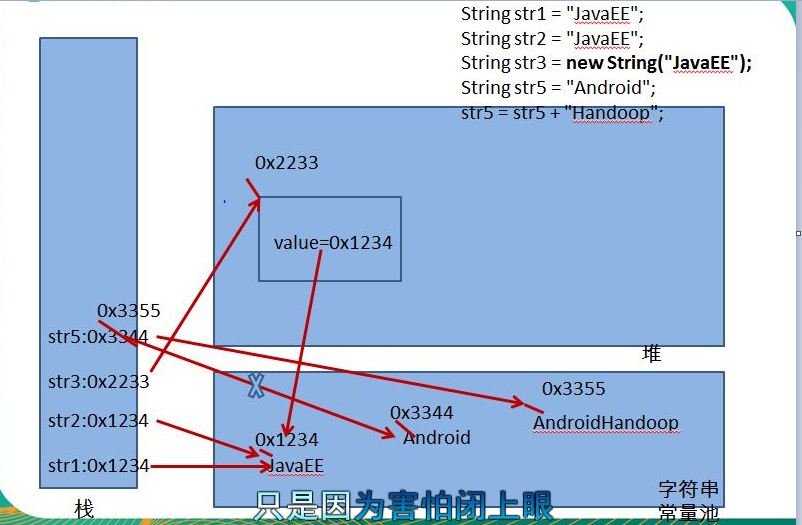 String str1 = "JavaEE";
String str2 = "JavaEE";
String str3 = new String("JavaEE");
String str5 = "Android";
str5 = str5 + "Handoop";
0x2233
value=0x1234
0x3355
str5:0x3344
堆
str3:0x2233
0x3355
str2:0x1234
0x3344
AndroidHandoop
0x1234
Android
str1:0x1234
JavaEE
字符串
常量池
栈
只是因为害怕闭上眼